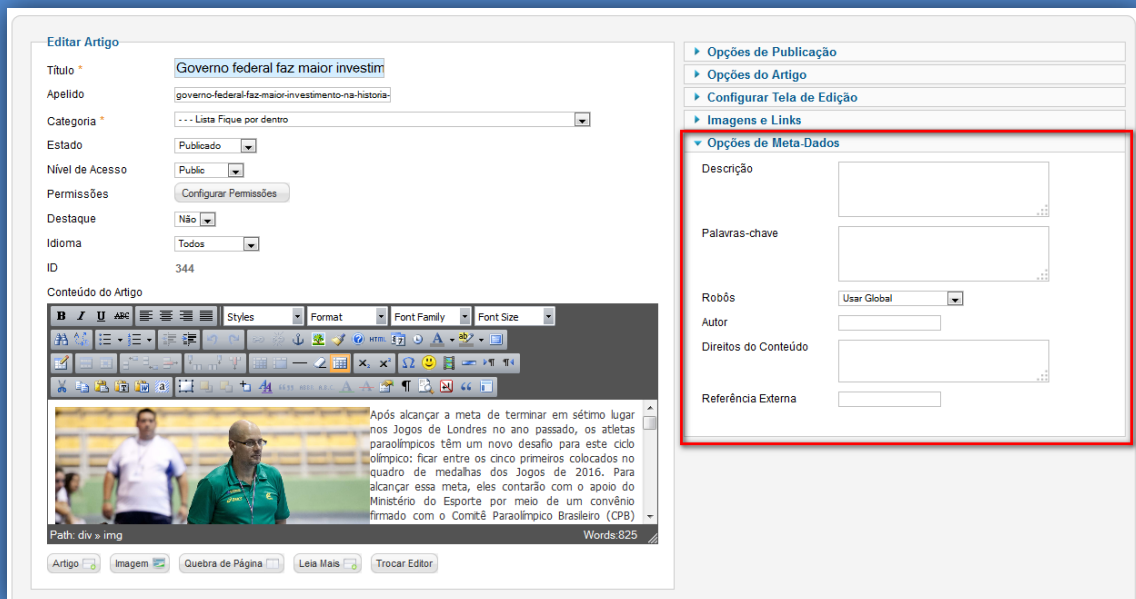 Editar Artigo
Título *
Governo federal faz maior investim
Apelido
governo-federal-faz-maior-investimento-na-historia-
Categoria *
- - - Lista Fique por dentro
Estado
Publicado
Nível de Acesso
Public
Permissões
Configurar Permissões
Destaque
Não
Idioma
Todos
ID
344
Conteúdo do Artigo
B I U ABC Styles Format Font Family Font Size
HTML
Path: div » img
Words:825
Após alcançar a meta de terminar em sétimo lugar
nos Jogos de Londres no ano passado, os atletas
paraolímpicos têm um novo desafio para este ciclo
olímpico: ficar entre os cinco primeiros colocados no
quadro de medalhas dos Jogos de 2016. Para
alcançar essa meta, eles contarão com o apoio do
Ministério do Esporte por meio de um convênio
firmado com o Comitê Paraolímpico Brasileiro (CPB)
Artigo
Imagem
Quebra de Página
Leia Mais
Trocar Editor
Opções de Publicação
Opções do Artigo
Configurar Tela de Edição
Imagens e Links
Opções de Meta-Dados
Descrição
Palavras-chave
Robôs
Usar Global
Autor
Direitos do Conteúdo
Referência Externa